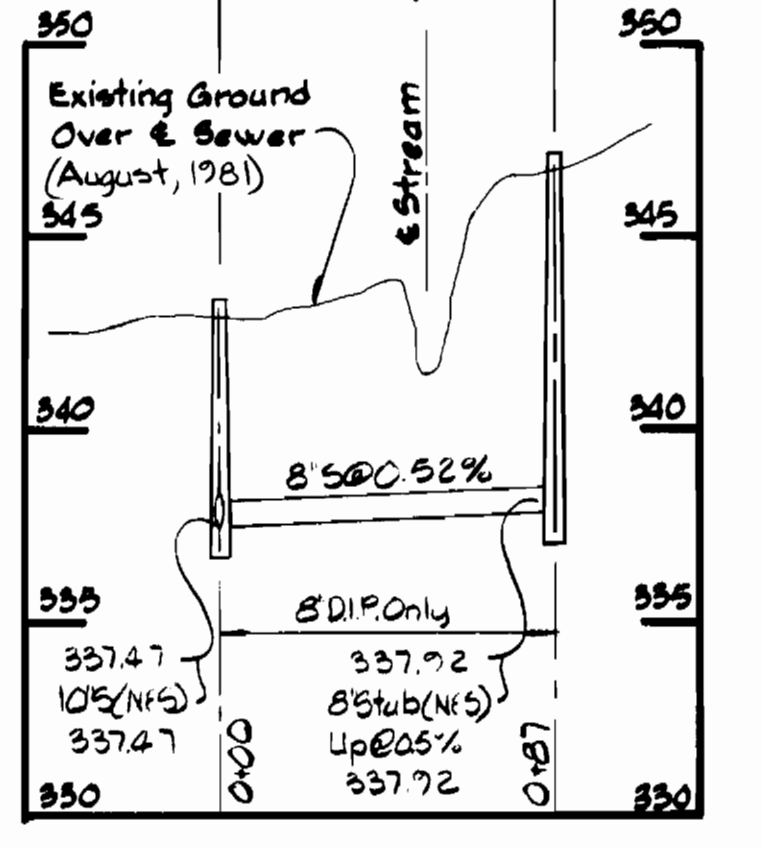 350
350
Existing Ground
Over ℄ Sewer
(August, 1981)
℄ Stream
345
345
340
340
8"S@0.52%
335
335
8"D.I.P. Only
337.47
10"S(N&S)
337.47
337.92
8"Stub(N&S)
Up@0.5%
337.92
0+00
0+87
330
330